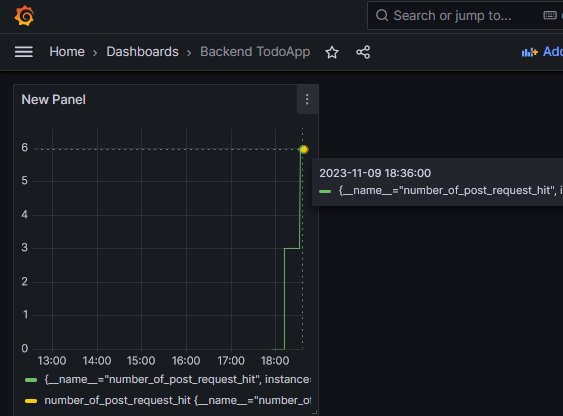 Search or jump to...
Home › Dashboards › Backend TodoApp
Add
New Panel
6
2023-11-09 18:36:00
{__name__="number_of_post_request_hit", i
5
4
3
2
1
0
13:00 14:00 15:00 16:00 17:00 18:00
{__name__="number_of_post_request_hit", instance=
number_of_post_request_hit {__name__="number_of